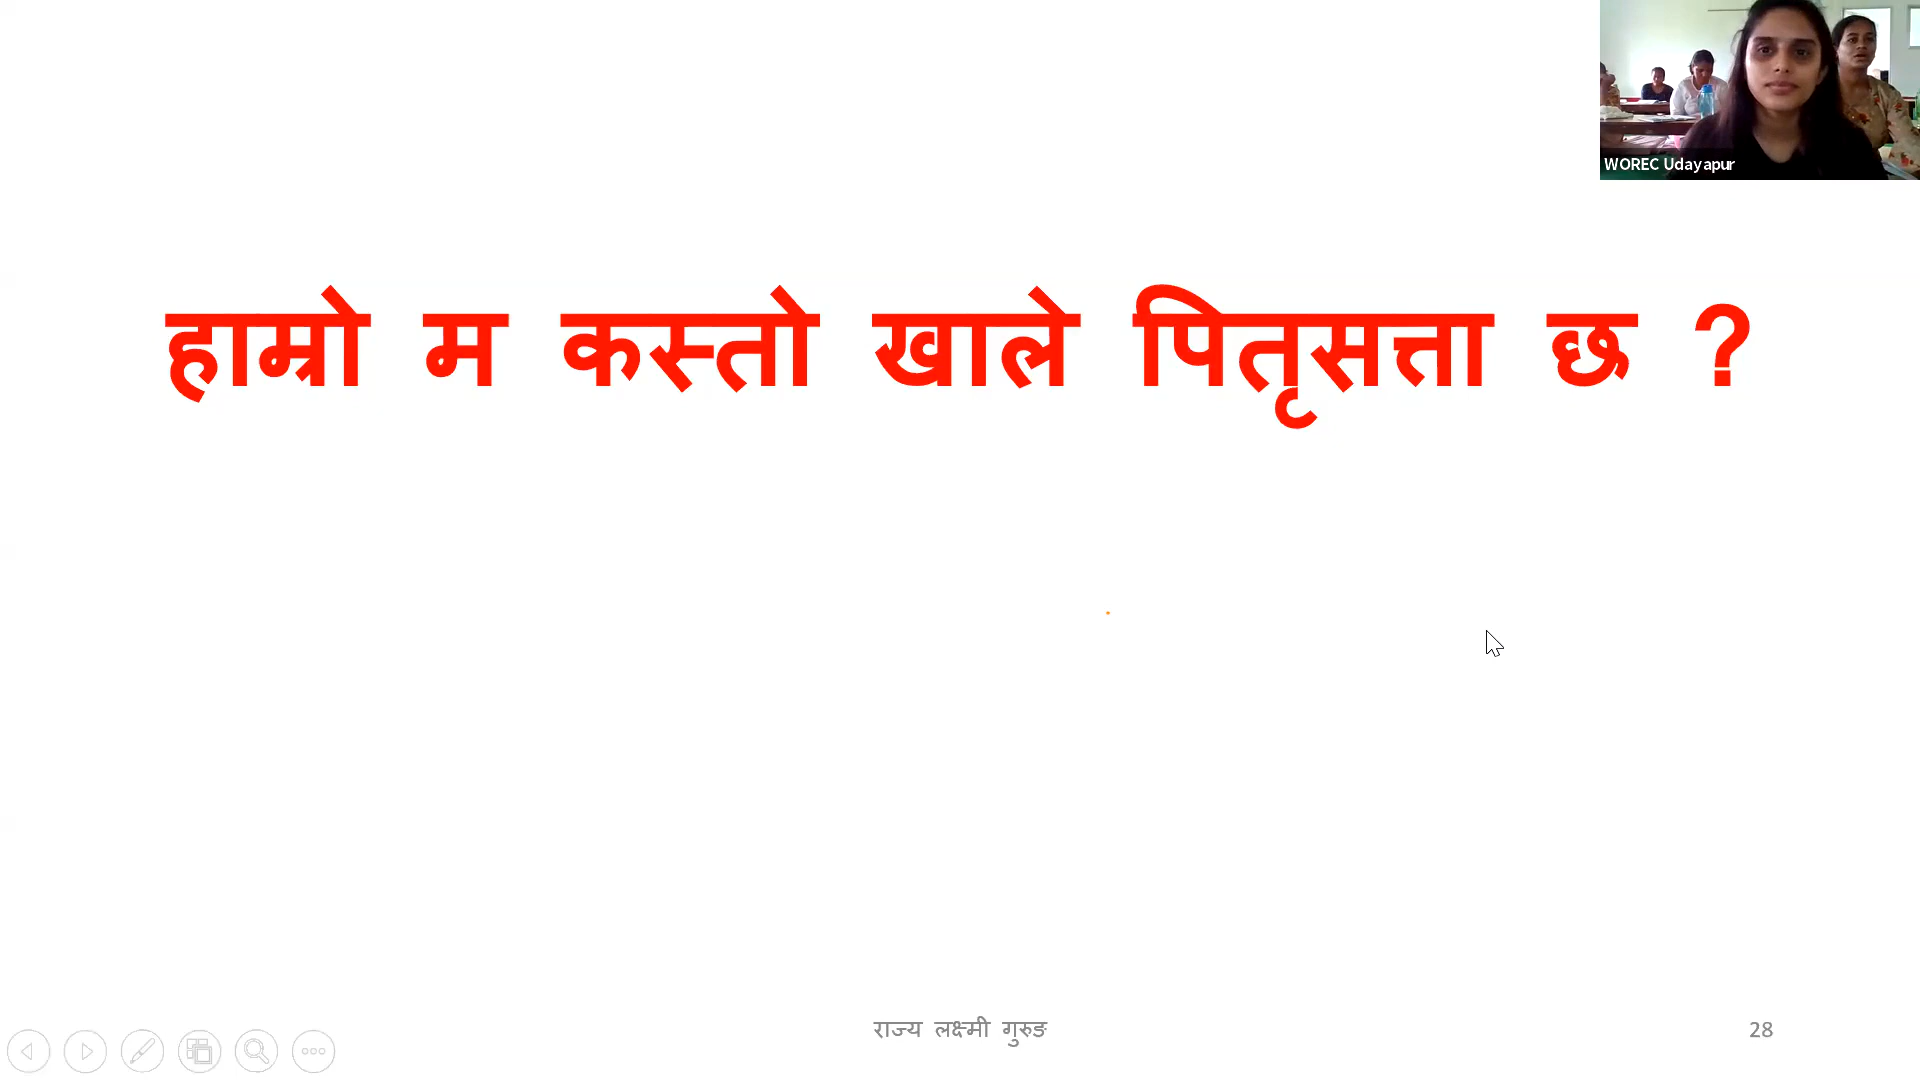 WOREC Udayapur
हाम्रो म कस्तो खाले पितृसत्ता छ ?
राज्य लक्ष्मी गुरुङ
28